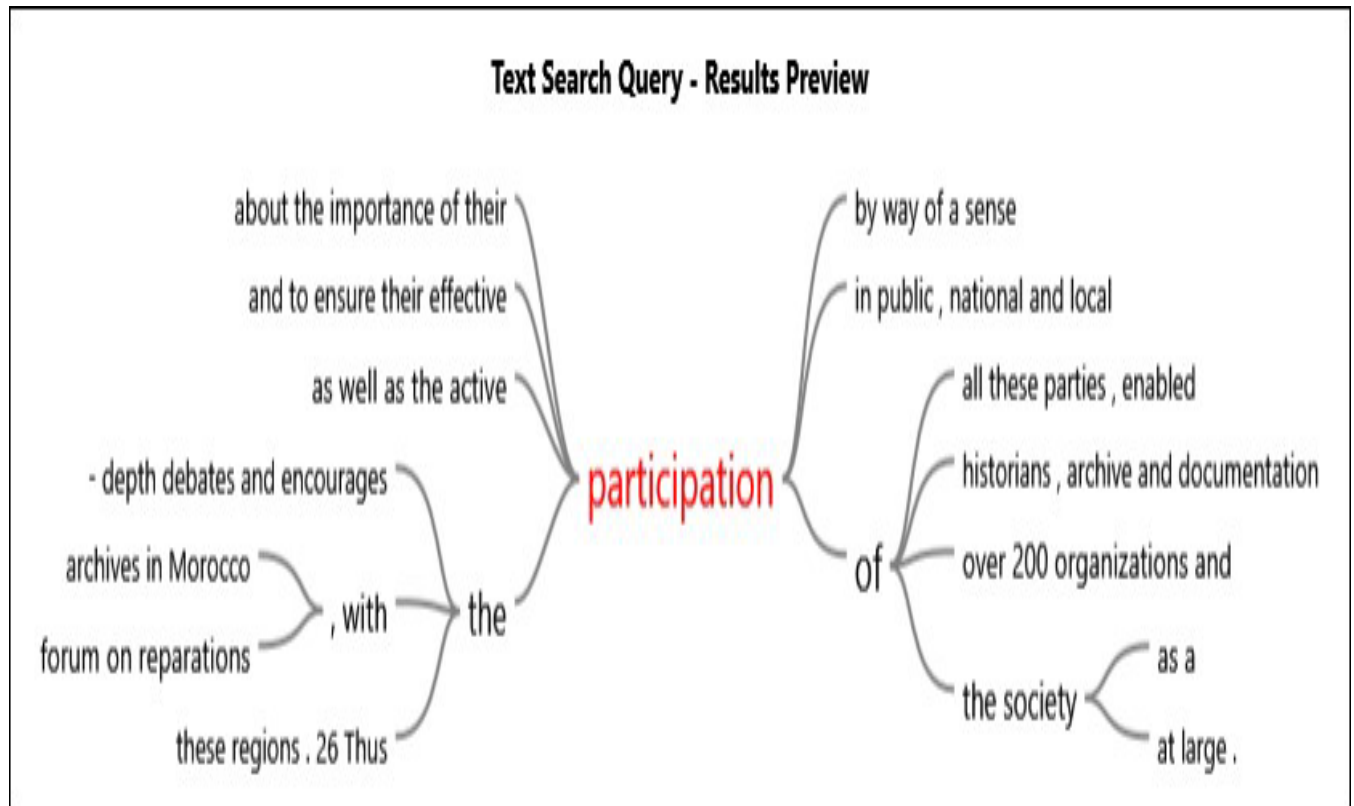 Text Search Query - Results Preview
about the importance of their
and to ensure their effective
as well as the active
- depth debates and encourages
archives in Morocco
forum on reparations
, with
the
these regions . 26 Thus
participation
by way of a sense
in public , national and local
of
all these parties , enabled
historians , archive and documentation
over 200 organizations and
the society
as a
at large .